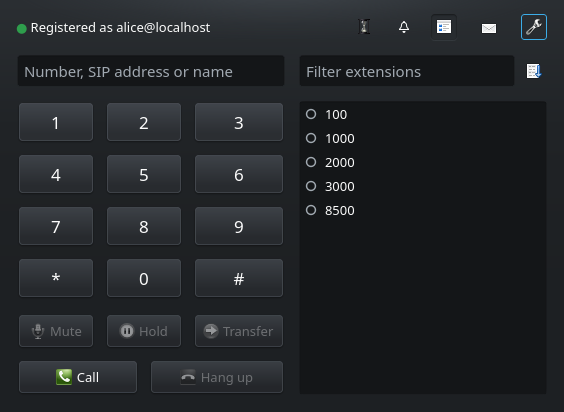 Registered as alice@localhost
Number, SIP address or name
Filter extensions
1 2 3
4 5 6
7 8 9
* 0 #
Mute Hold Transfer
Call Hang up
100
1000
2000
3000
8500